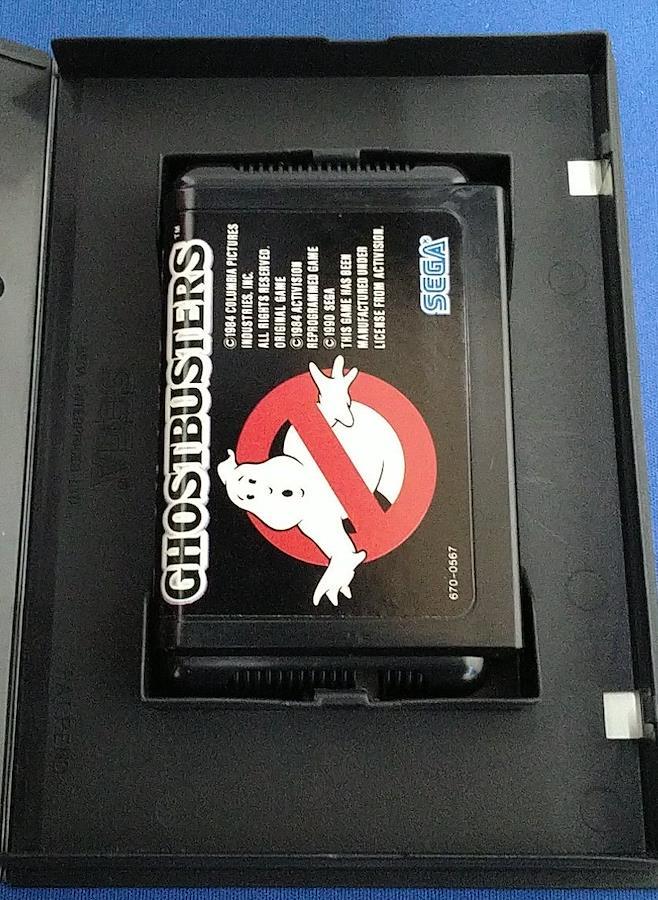 GHOSTBUSTERS™
©1984 COLUMBIA PICTURES
INDUSTRIES, INC.
ALL RIGHTS RESERVED.
ORIGINAL GAME
©1984 ACTIVISION
REPROGRAMMED GAME
©1990 SEGA
THIS GAME HAS BEEN
MANUFACTURED UNDER
LICENSE FROM ACTIVISION.
SEGA®
670-0567